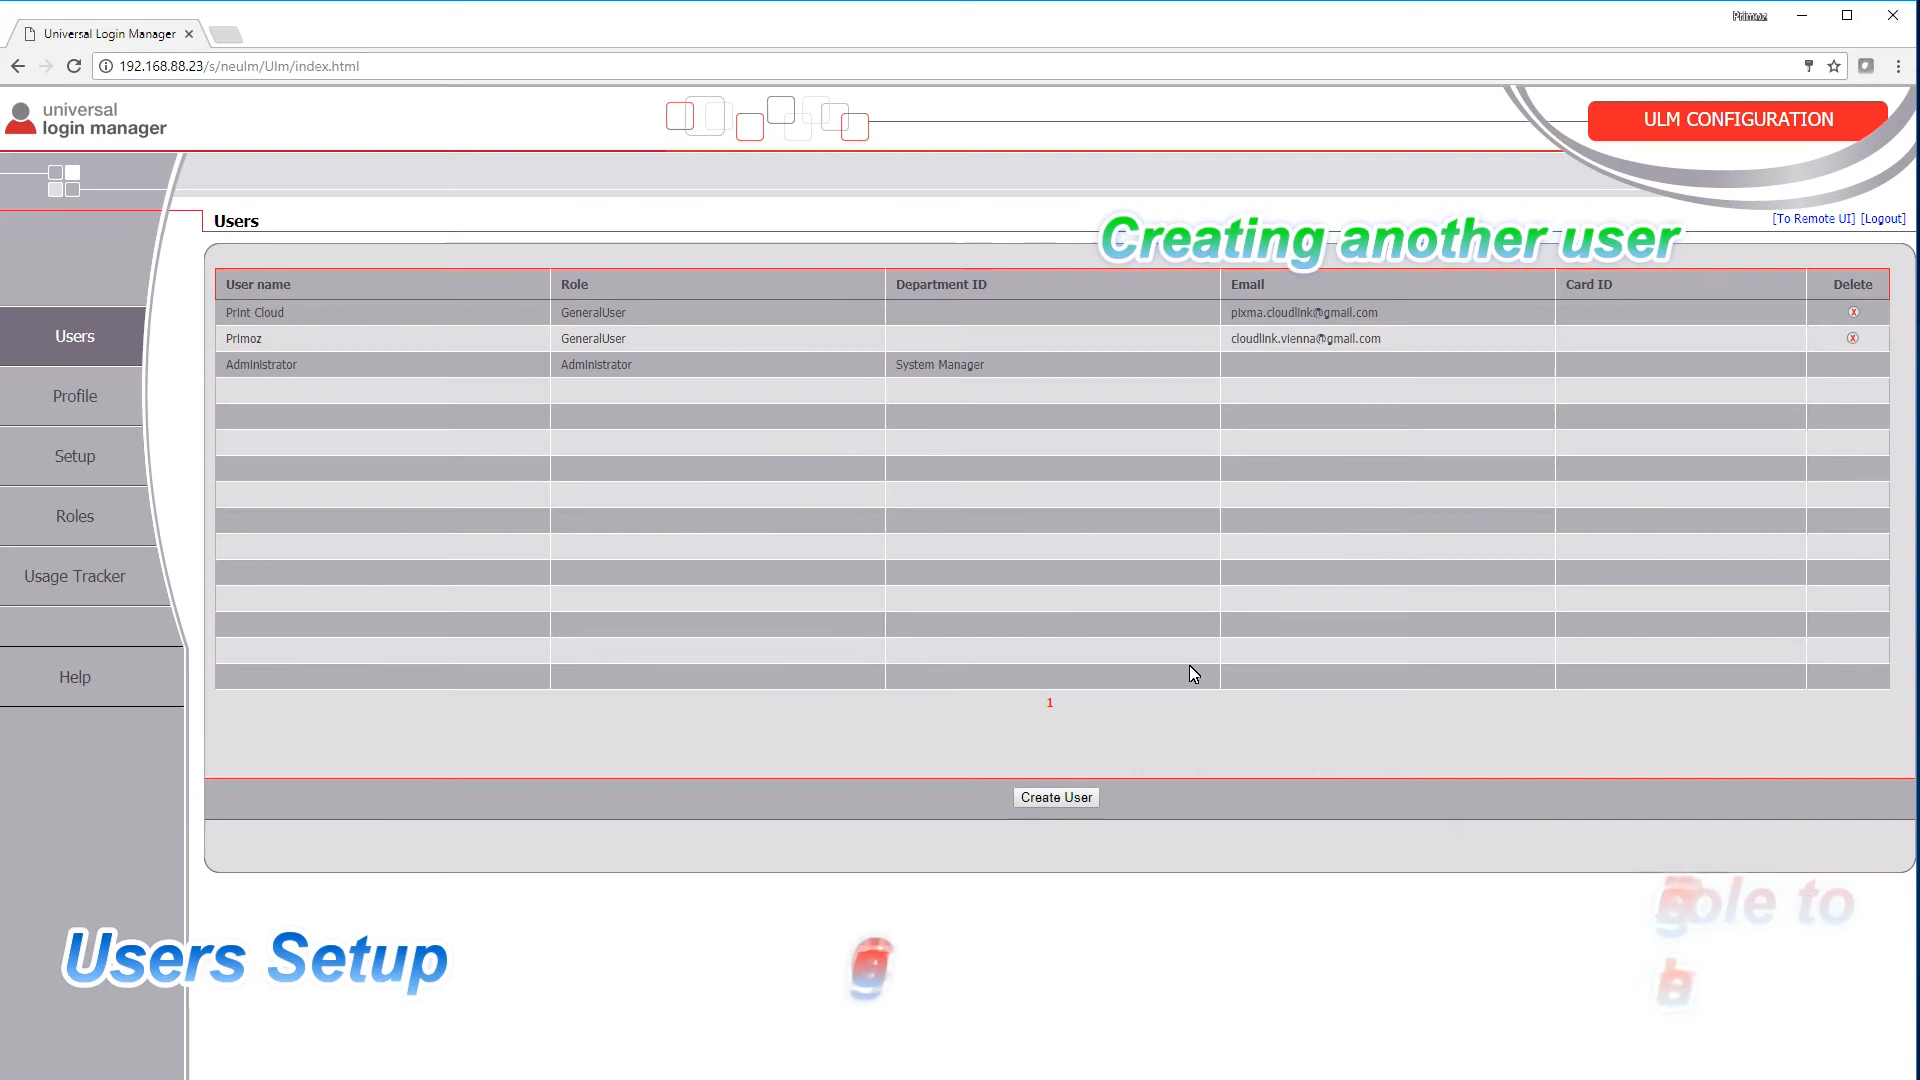 Primoz
Universal Login Manager
192.168.88.23/s/neulm/Ulm/index.html
universal
login manager
ULM CONFIGURATION
[To Remote UI] [Logout]
Users
Creating another user
User name Role Department ID Email Card ID Delete
Print Cloud GeneralUser pixma.cloudlink@gmail.com
Primoz GeneralUser cloudlink.vienna@gmail.com
Administrator Administrator System Manager
Users
Profile
Setup
Roles
Usage Tracker
Help
1
Create User
Users Setup
to